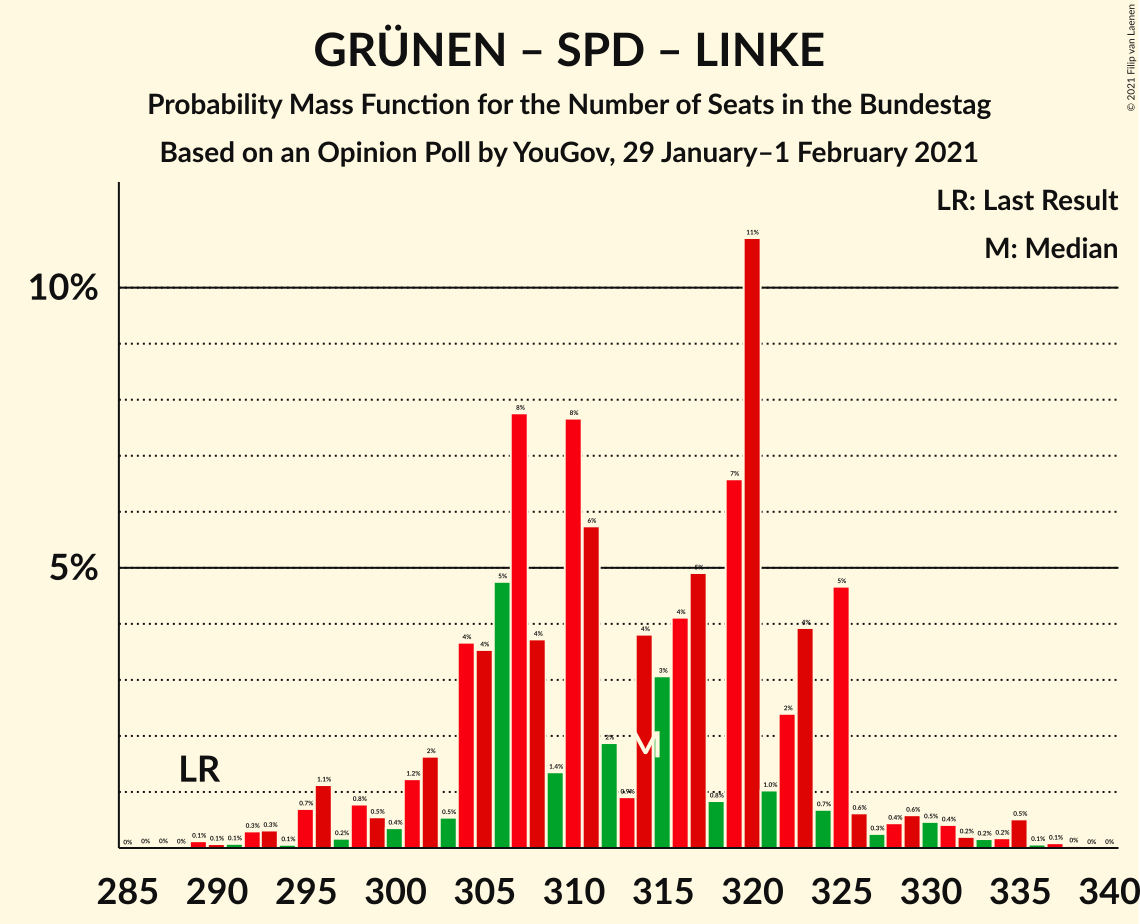 GRÜNEN – SPD – LINKE
Probability Mass Function for the Number of Seats in the Bundestag
Based on an Opinion Poll by YouGov, 29 January–1 February 2021
© 2021 Filip van Laenen
LR: Last Result
M: Median
10%
5%
0% 0% 0% 0% 0.1% 0.1% 0.1% 0.3% 0.3% 0.1% 0.7% 1.1% 0.2% 0.8% 0.5% 0.4% 1.2% 2% 0.5% 4% 4% 5% 8% 4% 1.4% 8% 6% 2% 0.9% 4% 3% 4% 5% 0.8% 7% 11% 1.0% 2% 4% 0.7% 5% 0.6% 0.3% 0.4% 0.6% 0.5% 0.4% 0.2% 0.2% 0.2% 0.5% 0.1% 0.1% 0% 0% 0%
LR
M
285 290 295 300 305 310 315 320 325 330 335 340